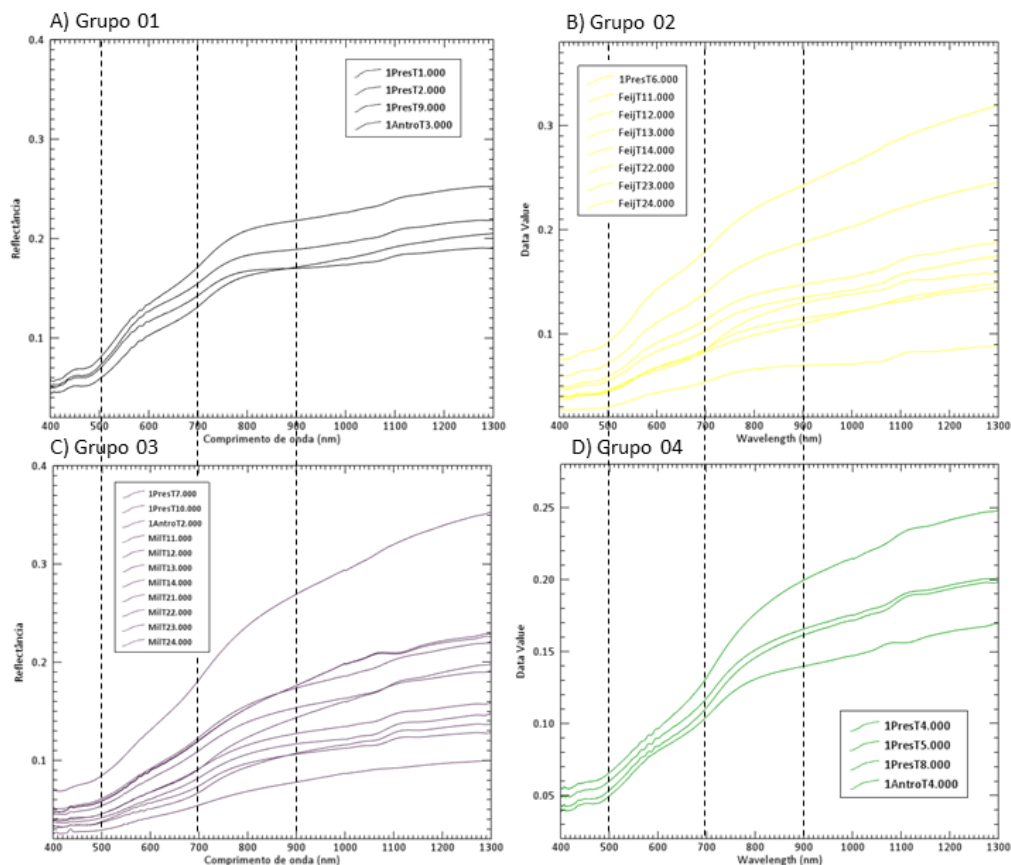 A) Grupo 01
0.4
0.3
0.2
0.1
Reflectância
1PresT1.000
1PresT2.000
1PresT9.000
1AntroT3.000
400 500 600 700 800 900 1000 1100 1200 1300
Comprimento de onda (nm)
B) Grupo 02
0.3
0.2
0.1
Data Value
1PresT6.000
FeijT11.000
FeijT12.000
FeijT13.000
FeijT14.000
FeijT22.000
FeijT23.000
FeijT24.000
400 500 600 700 800 900 1000 1100 1200 1300
Wavelength (nm)
C) Grupo 03
0.4
0.3
0.2
0.1
Reflectância
1PresT7.000
1PresT10.000
1AntroT2.000
MilT11.000
MilT12.000
MilT13.000
MilT14.000
MilT21.000
MilT22.000
MilT23.000
MilT24.000
400 500 600 700 800 900 1000 1100 1200 1300
Comprimento de onda (nm)
D) Grupo 04
0.25
0.20
0.15
0.10
0.05
Data Value
1PresT4.000
1PresT5.000
1PresT8.000
1AntroT4.000
400 500 600 700 800 900 1000 1100 1200 1300
Wavelength (nm)